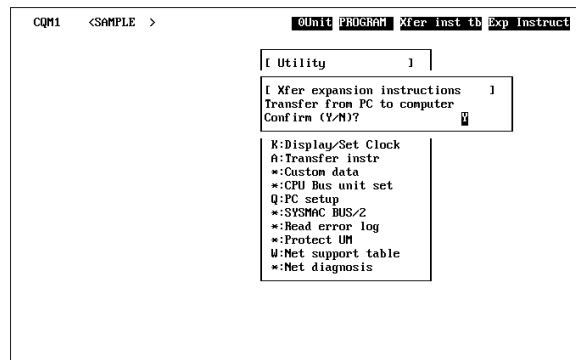 CQM1 <SAMPLE > 0Unit PROGRAM Xfer inst tb Exp Instruct
[ Utility ]
[ Xfer expansion instructions ]
Transfer from PC to computer
Confirm (Y/N)? Y
K:Display/Set Clock
A:Transfer instr
*:Custom data
*:CPU Bus unit set
Q:PC setup
*:SYSMAC BUS/2
*:Read error log
*:Protect UM
W:Net support table
*:Net diagnosis